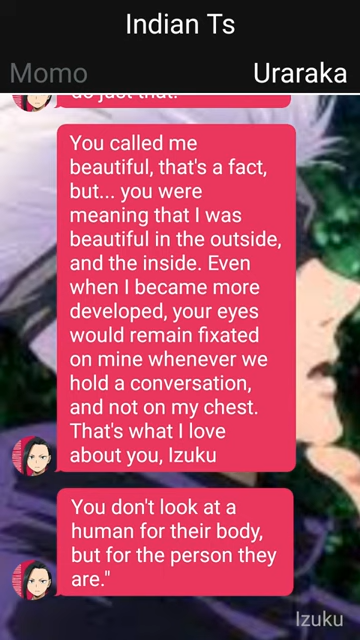 Indian Ts
Momo
Uraraka
do just that.
You called me
beautiful, that's a fact,
but... you were
meaning that I was
beautiful in the outside,
and the inside. Even
when I became more
developed, your eyes
would remain fixated
on mine whenever we
hold a conversation,
and not on my chest.
That's what I love
about you, Izuku
You don't look at a
human for their body,
but for the person they
are."
Izuku